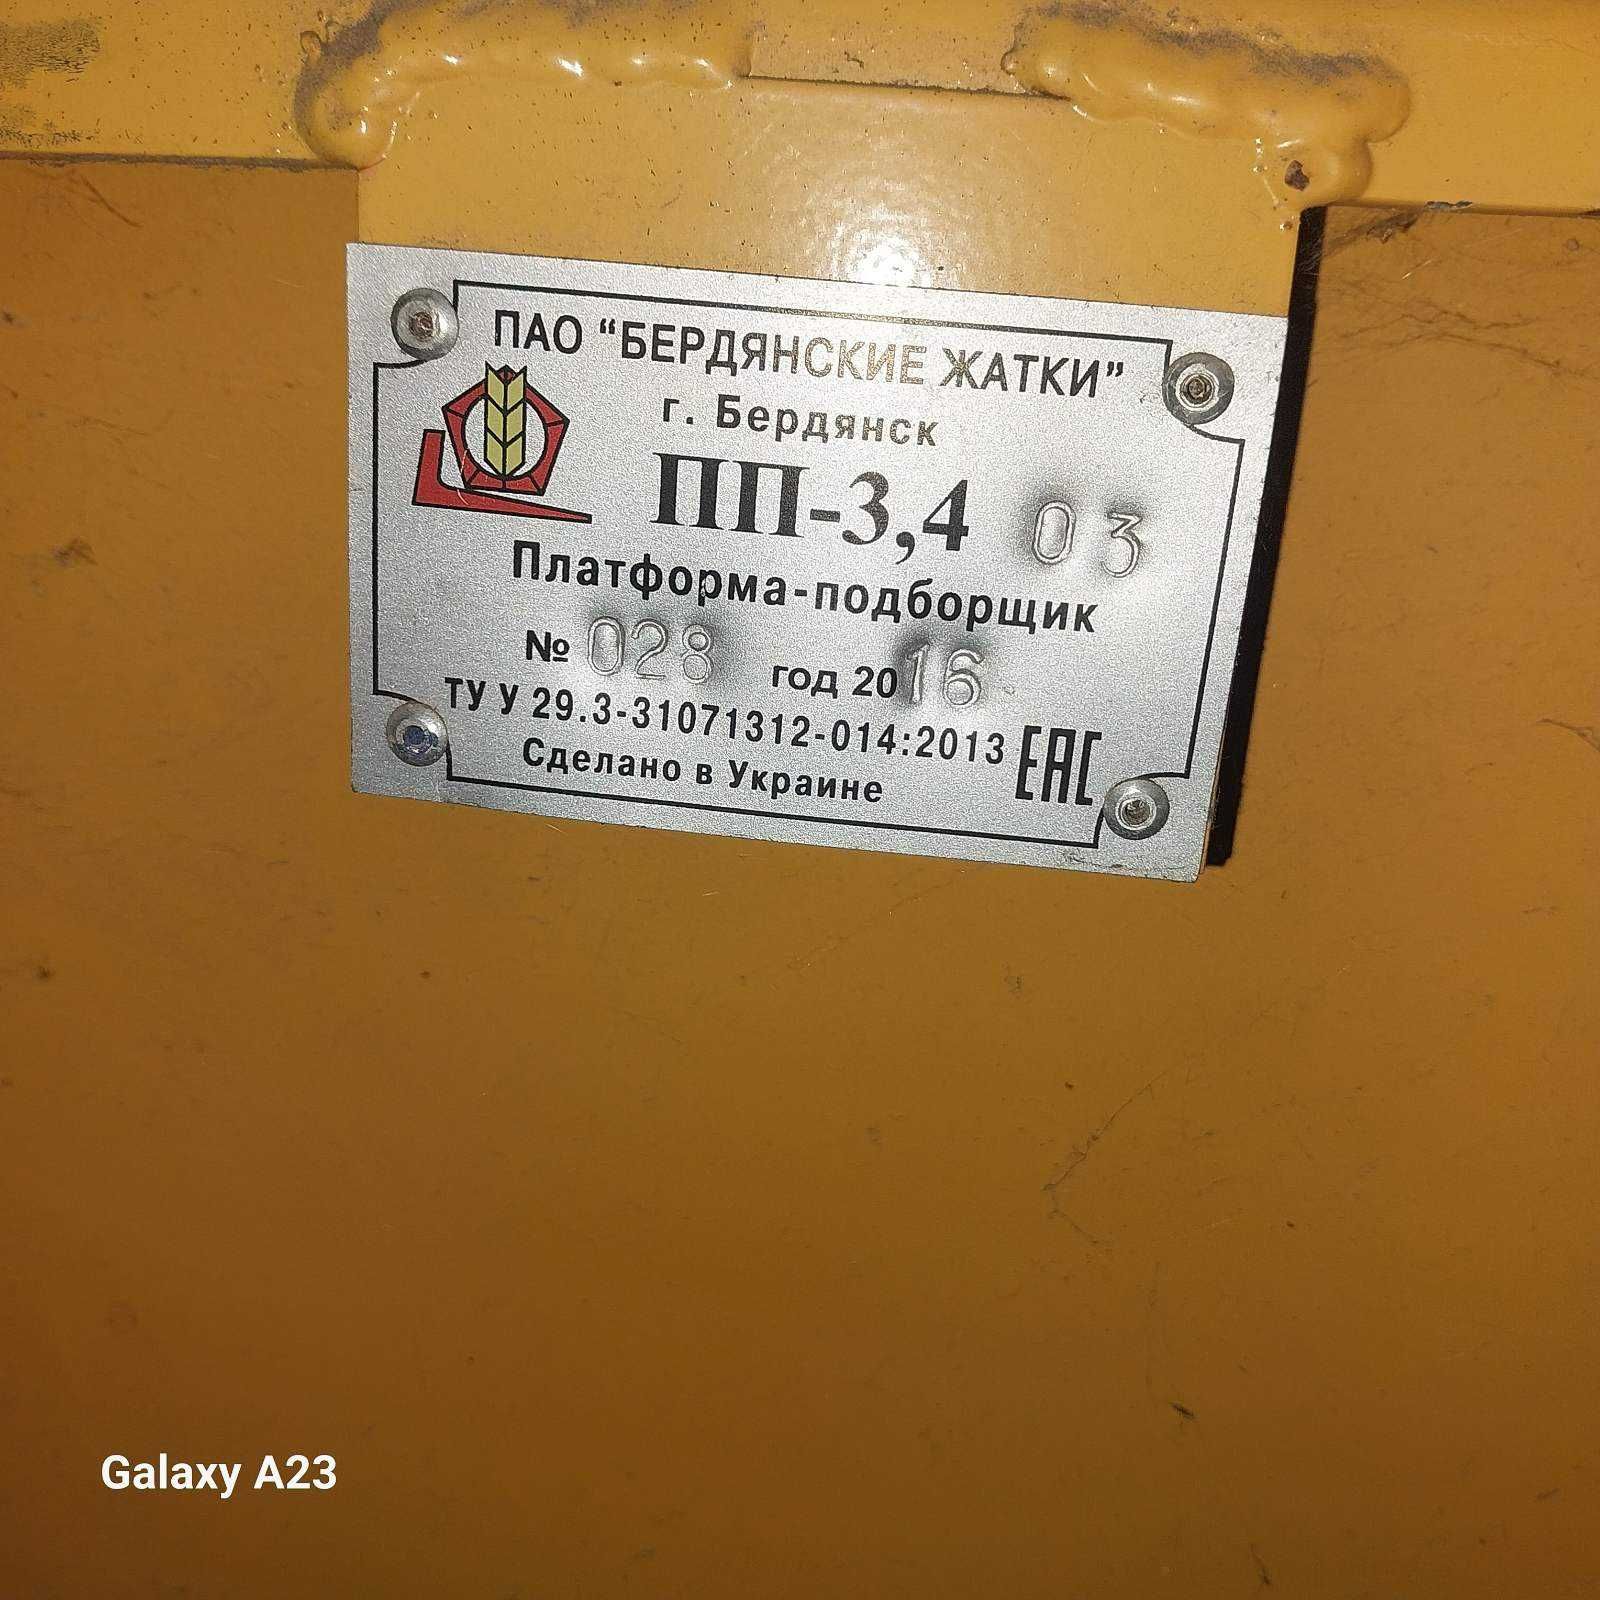 ПАО “БЕРДЯНСКИЕ ЖАТКИ”
г. Бердянск
ПП-3,4 03
Платформа-подборщик
№ 028 год 2016
ТУ У 29.3-31071312-014:2013
Сделано в Украине EAC
Galaxy A23